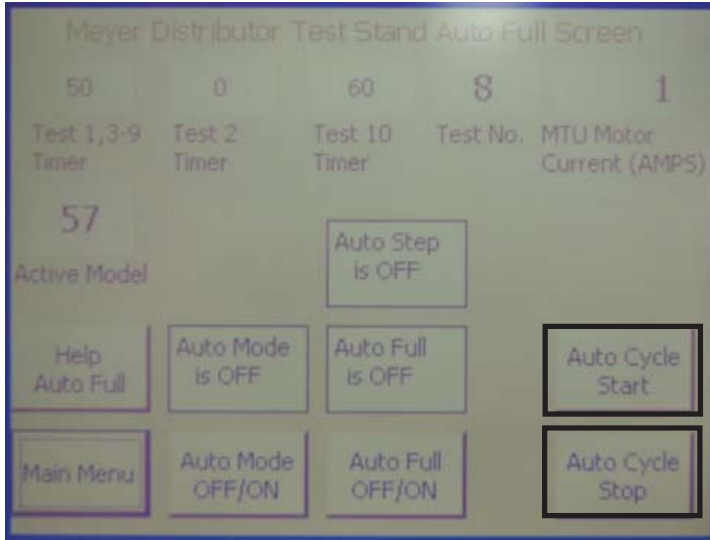 Meyer Distributor Test Stand Auto Full Screen
50 0 60 8 1
Test 1,3-9 Test 2 Test 10 Test No. MTU Motor
Timer Timer Timer Current (AMPS)
57
Active Model
Auto Step
is OFF
Help
Auto Full
Auto Mode
is OFF
Auto Full
is OFF
Auto Cycle
Start
Main Menu
Auto Mode
OFF/ON
Auto Full
OFF/ON
Auto Cycle
Stop